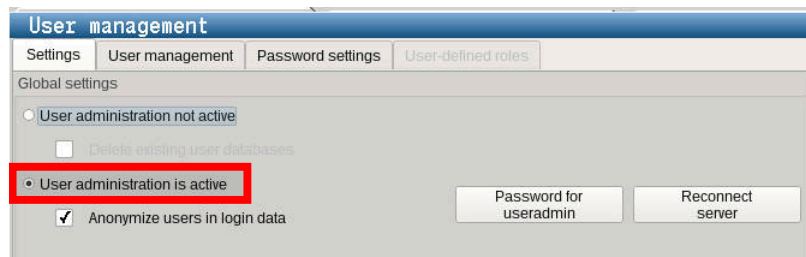 User management
Settings User management Password settings User-defined roles
Global settings
User administration not active
Delete existing user databases
User administration is active
Password for useradmin
Reconnect server
Anonymize users in login data